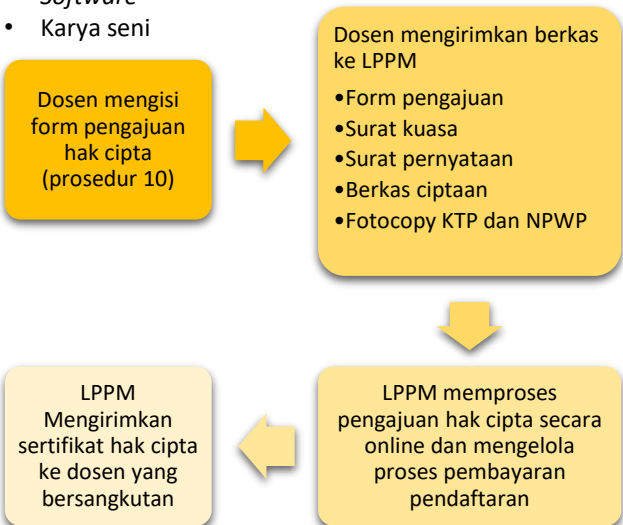 Software
• Karya seni
Dosen mengisi
form pengajuan
hak cipta
(prosedur 10)
Dosen mengirimkan berkas
ke LPPM
•Form pengajuan
•Surat kuasa
•Surat pernyataan
•Berkas ciptaan
•Fotocopy KTP dan NPWP
LPPM memproses
pengajuan hak cipta secara
online dan mengelola
proses pembayaran
pendaftaran
LPPM
Mengirimkan
sertifikat hak cipta
ke dosen yang
bersangkutan